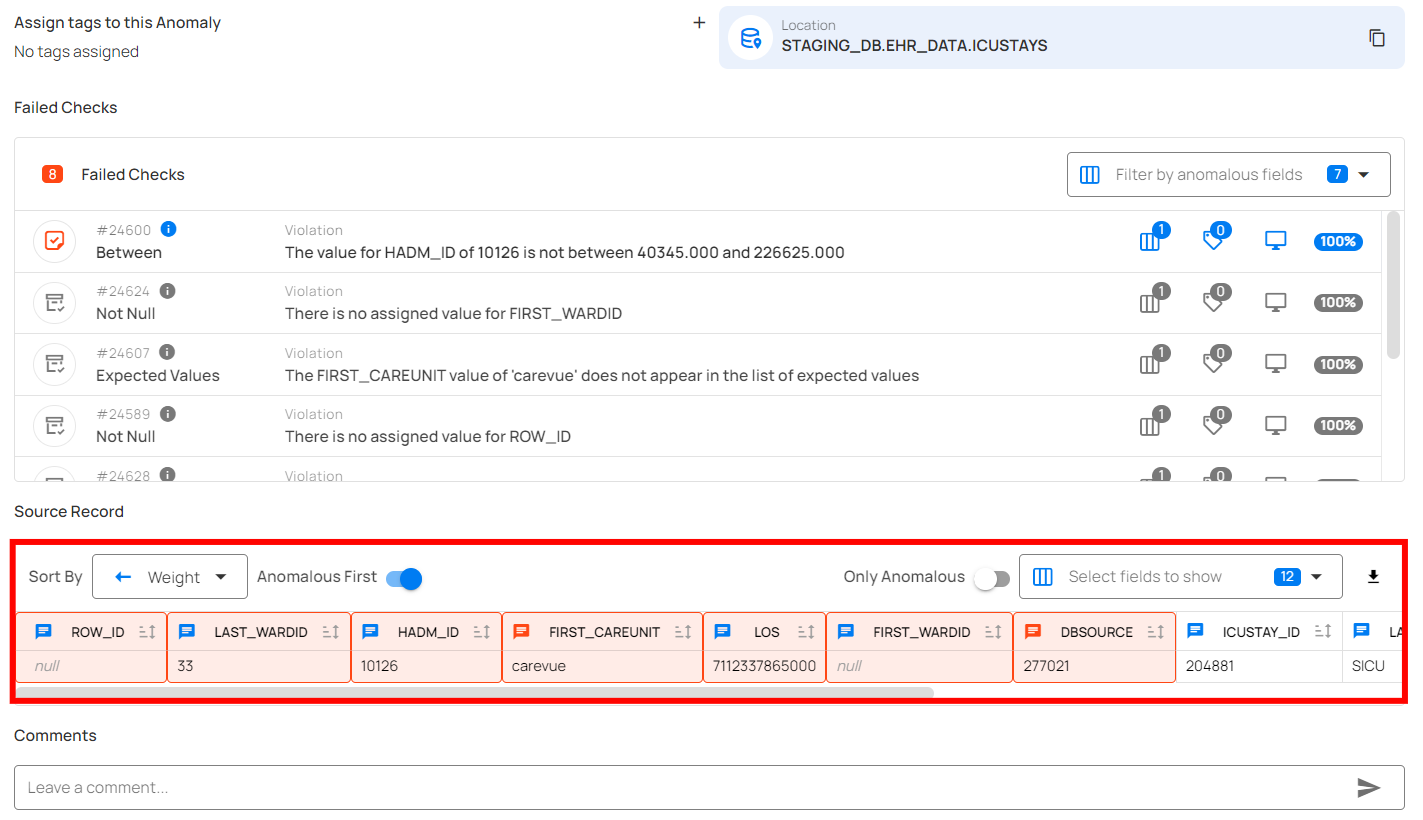 Assign tags to this Anomaly
No tags assigned
Location
STAGING_DB.EHR_DATA.ICUSTAYS
Failed Checks
8 Failed Checks
Filter by anomalous fields 7
#24600 Violation
Between The value for HADM_ID of 10126 is not between 40345.000 and 226625.000 1 0 100%
#24624 Violation
Not Null There is no assigned value for FIRST_WARDID 1 0 100%
#24607 Violation
Expected Values The FIRST_CAREUNIT value of 'carevue' does not appear in the list of expected values 1 0 100%
#24589 Violation
Not Null There is no assigned value for ROW_ID 1 0 100%
#24628 Violation 1 0
Source Record
Sort By Weight Anomalous First Only Anomalous Select fields to show 12
ROW_ID LAST_WARDID HADM_ID FIRST_CAREUNIT LOS FIRST_WARDID DBSOURCE ICUSTAY_ID LA
null 33 10126 carevue 7112337865000 null 277021 204881 SICU
Comments
Leave a comment...